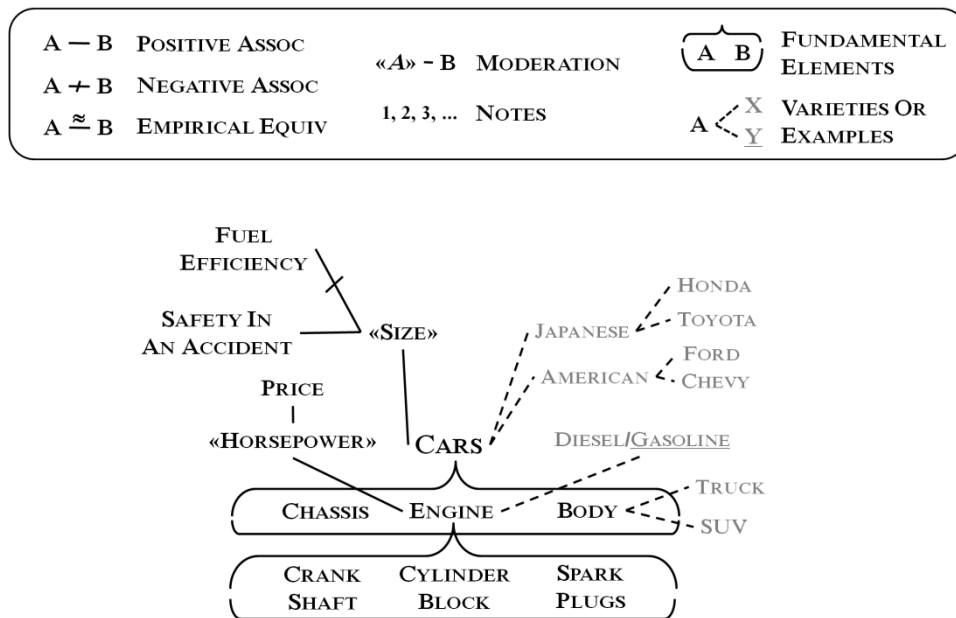 A — B POSITIVE ASSOC
A -/- B NEGATIVE ASSOC
A ≈ B EMPIRICAL EQUIV
«A» – B MODERATION
1, 2, 3, ... NOTES
A B FUNDAMENTAL
ELEMENTS
A X VARIETIES OR
Y EXAMPLES
FUEL
EFFICIENCY
SAFETY IN
AN ACCIDENT
«SIZE»
PRICE
«HORSEPOWER»
CARS
JAPANESE
HONDA
TOYOTA
AMERICAN
FORD
CHEVY
DIESEL/GASOLINE
TRUCK
SUV
CHASSIS ENGINE BODY
CRANK
SHAFT
CYLINDER
BLOCK
SPARK
PLUGS